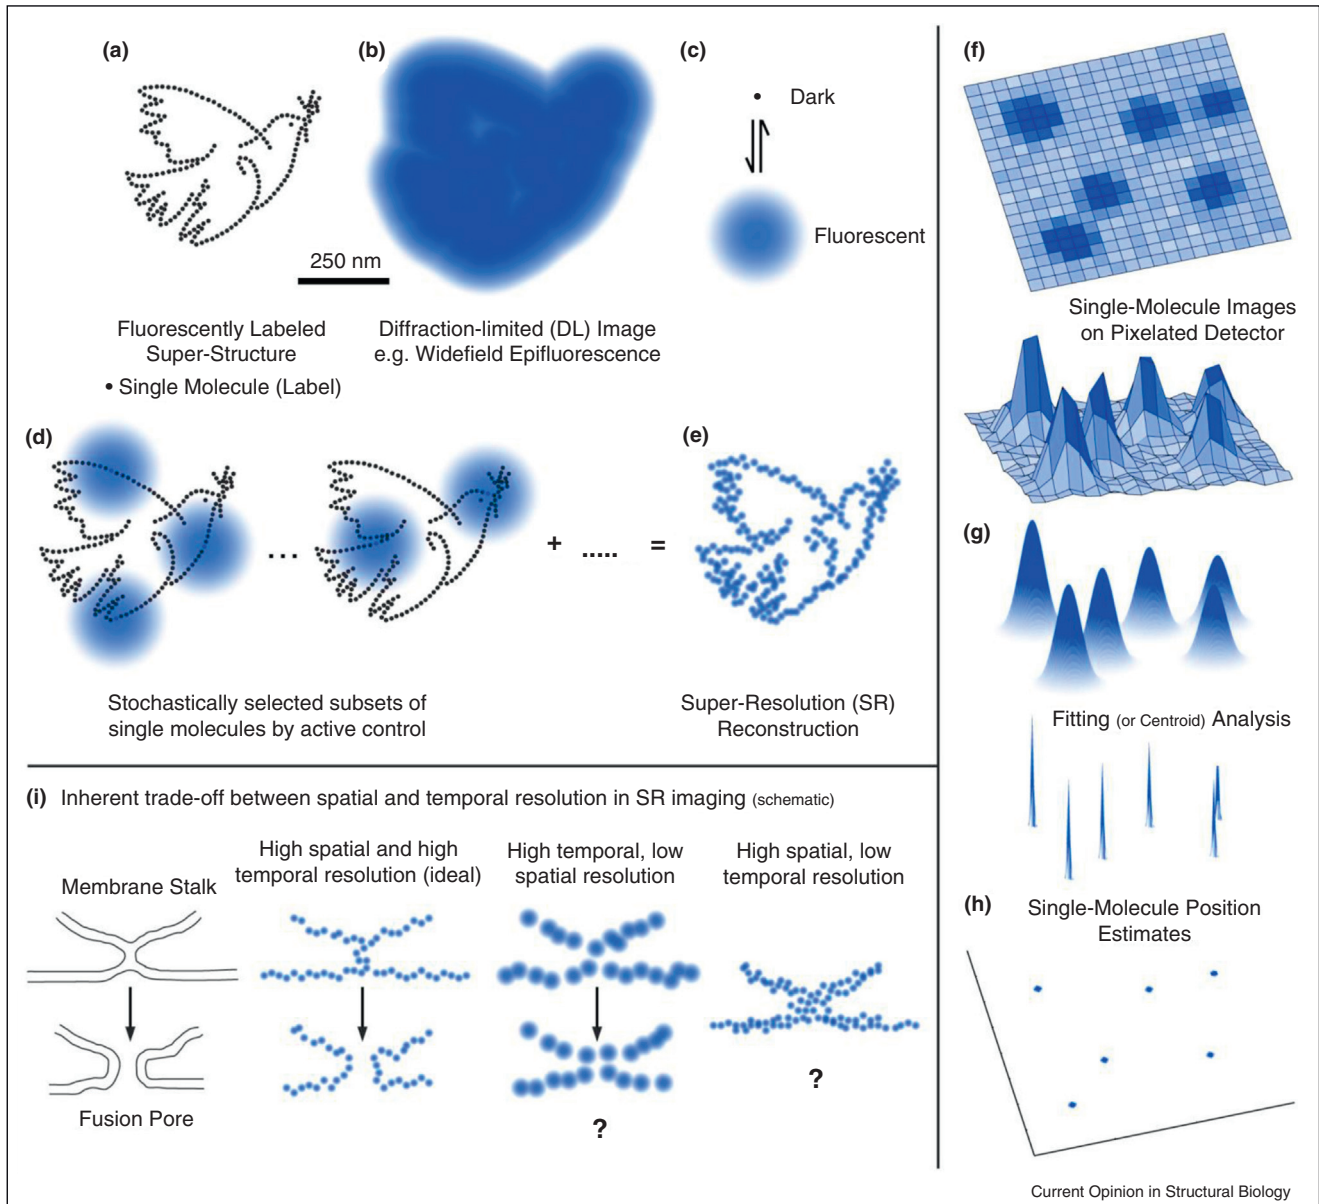 (a)
(b)
(c)
Dark
Fluorescent
250 nm
Fluorescently Labeled
Super-Structure
• Single Molecule (Label)
Diffraction-limited (DL) Image
e.g. Widefield Epifluorescence
(d)
...
+ ..... =
(e)
Stochastically selected subsets of
single molecules by active control
Super-Resolution (SR)
Reconstruction
(f)
Single-Molecule Images
on Pixelated Detector
(g)
Fitting (or Centroid) Analysis
(h)
Single-Molecule Position
Estimates
(i) Inherent trade-off between spatial and temporal resolution in SR imaging (schematic)
Membrane Stalk
Fusion Pore
High spatial and high
temporal resolution (ideal)
High temporal, low
spatial resolution
?
High spatial, low
temporal resolution
?
Current Opinion in Structural Biology